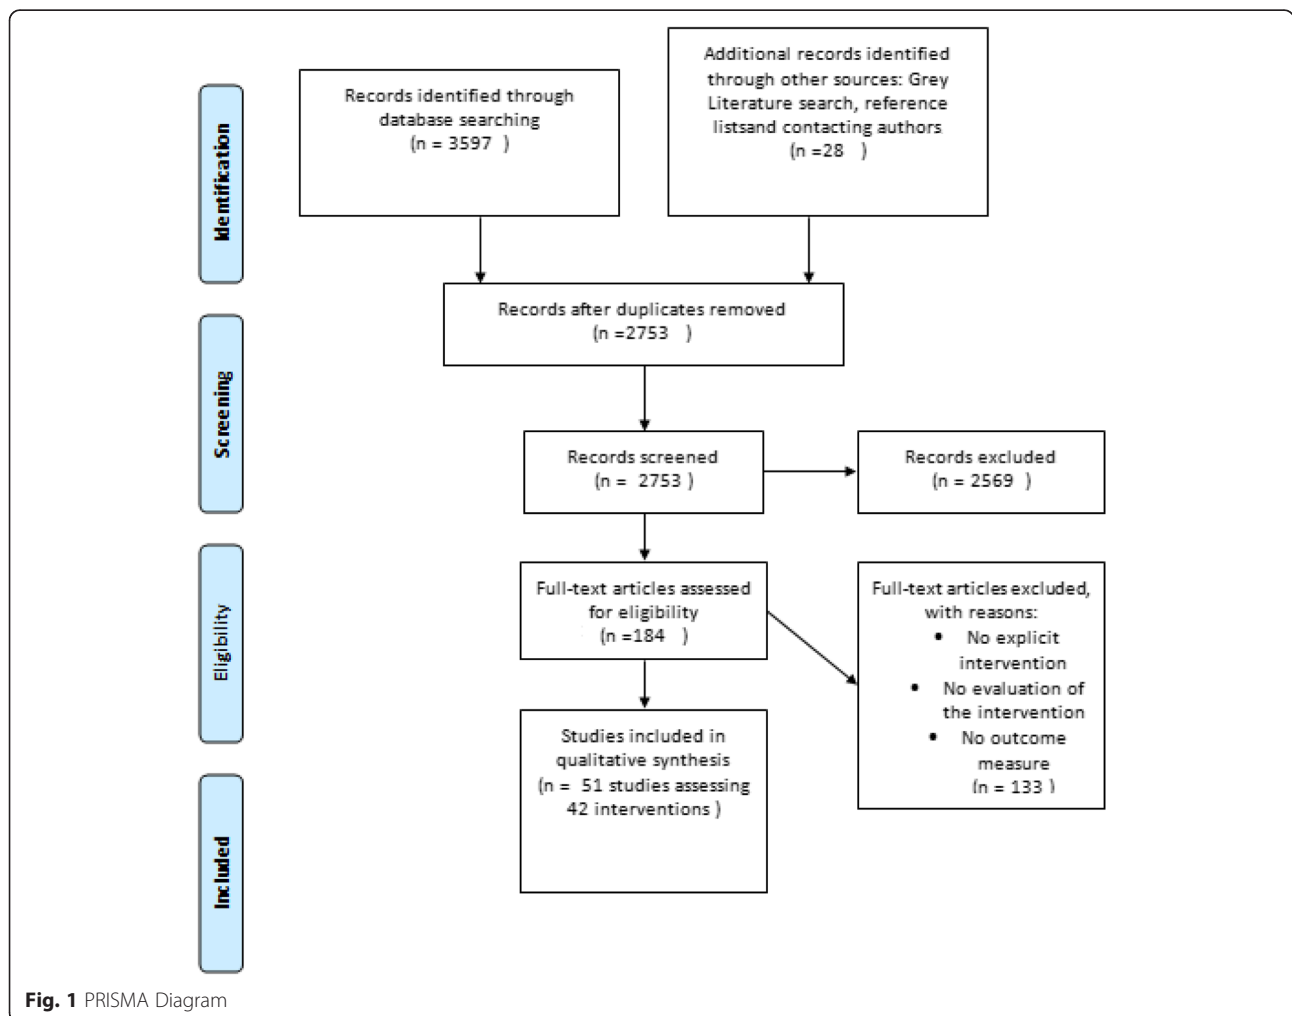 Identification
Records identified through
database searching
(n = 3597 )
Additional records identified
through other sources: Grey
Literature search, reference
listsand contacting authors
(n =28 )
Records after duplicates removed
(n =2753 )
Screening
Records screened
(n = 2753 )
Records excluded
(n = 2569 )
Eligibility
Full-text articles assessed
for eligibility
(n =184 )
Full-text articles excluded,
with reasons:
• No explicit
intervention
• No evaluation of
the intervention
• No outcome
measure
(n = 133 )
Included
Studies included in
qualitative synthesis
(n = 51 studies assessing
42 interventions )
Fig. 1 PRISMA Diagram